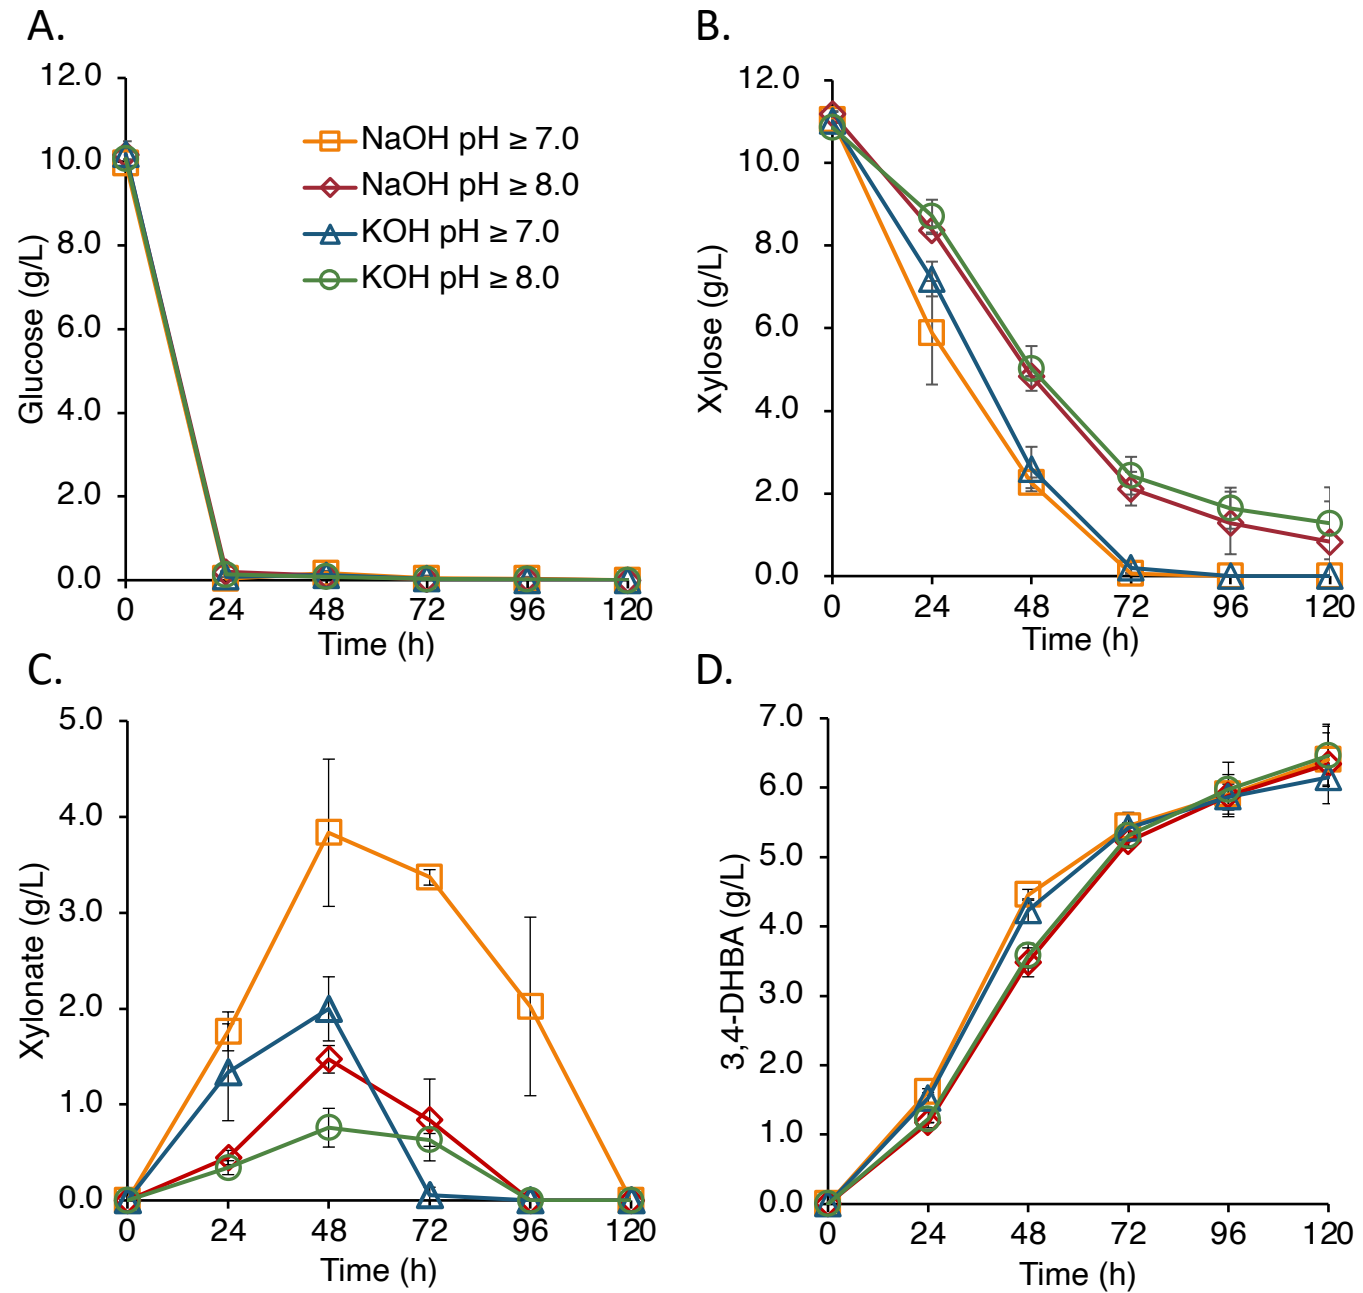 A.
12.0
10.0
8.0
6.0
4.0
2.0
0.0
Glucose (g/L)
0 24 48 72 96 120
Time (h)
NaOH pH ≥ 7.0
NaOH pH ≥ 8.0
KOH pH ≥ 7.0
KOH pH ≥ 8.0
B.
12.0
10.0
8.0
6.0
4.0
2.0
0.0
Xylose (g/L)
0 24 48 72 96 120
Time (h)
C.
5.0
4.0
3.0
2.0
1.0
0.0
Xylonate (g/L)
0 24 48 72 96 120
Time (h)
D.
7.0
6.0
5.0
4.0
3.0
2.0
1.0
0.0
3,4-DHBA (g/L)
0 24 48 72 96 120
Time (h)